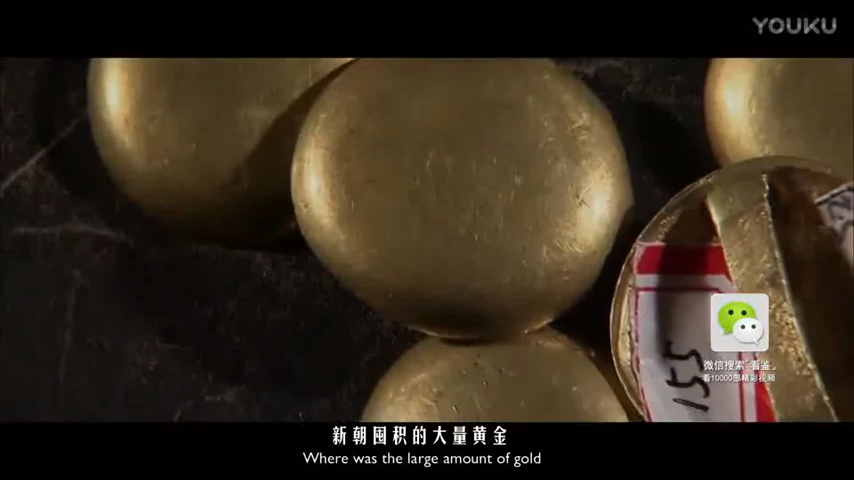 YOUKU
微信搜索「看鉴」
看10000部精彩视频
155
新朝囤积的大量黄金
Where was the large amount of gold